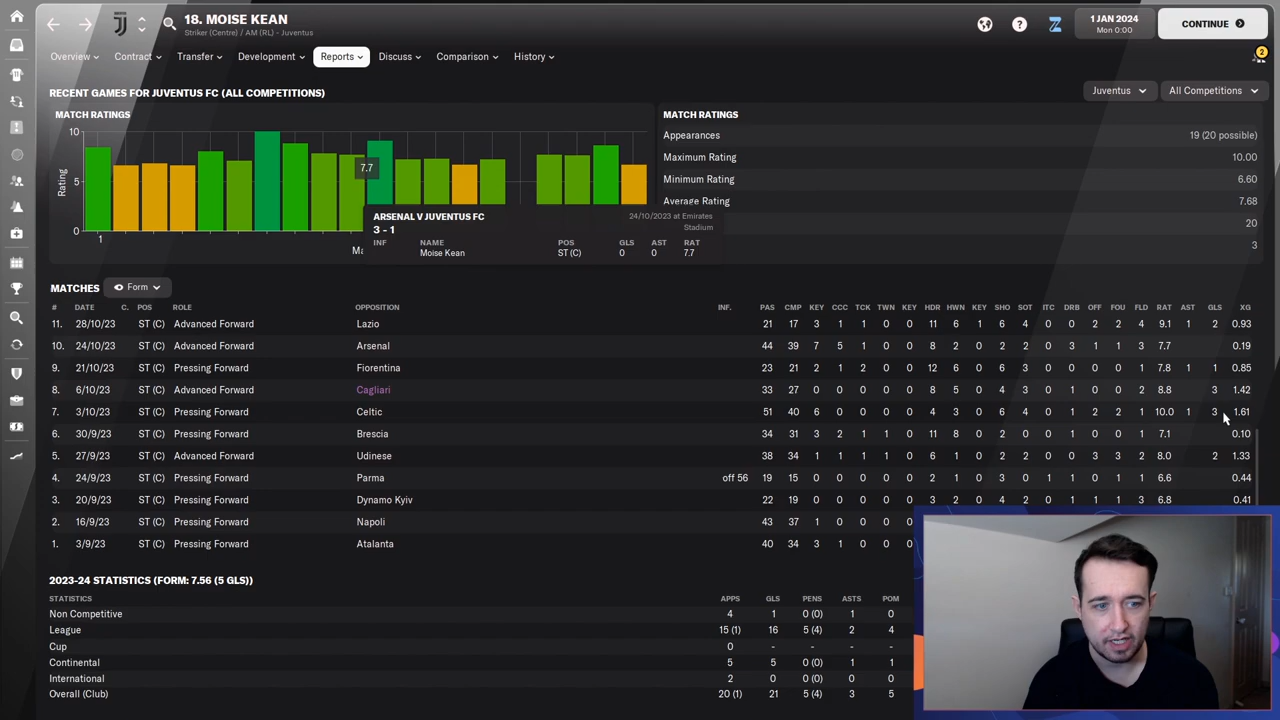 18. MOISE KEAN
Striker (Centre) / AM (RL) - Juventus
1 JAN 2024
Mon 0:00
CONTINUE
2
Overview Contract Transfer Development Reports Discuss Comparison History
RECENT GAMES FOR JUVENTUS FC (ALL COMPETITIONS)
Juventus All Competitions
MATCH RATINGS
10
5
0
Rating
1
7.7
ARSENAL V JUVENTUS FC 24/10/2023 at Emirates
3 - 1 Stadium
INF NAME POS GLS AST RAT
Moise Kean ST (C) 0 0 7.7
MATCH RATINGS
Appearances 19 (20 possible)
Maximum Rating 10.00
Minimum Rating 6.60
Average Rating 7.68
20
3
MATCHES Form
# DATE C. POS ROLE OPPOSITION INF. PAS CMP KEY CCC TCK TWN KEY HDR HWN KEY SHO SOT ITC DRB OFF FOU FLD RAT AST GLS XG
11. 28/10/23 ST (C) Advanced Forward Lazio 21 17 3 1 1 0 0 11 6 1 6 4 0 0 2 2 4 9.1 1 2 0.93
10. 24/10/23 ST (C) Advanced Forward Arsenal 44 39 7 5 1 0 0 8 2 0 2 2 0 3 1 1 3 7.7 0.19
9. 21/10/23 ST (C) Pressing Forward Fiorentina 23 21 2 1 2 0 0 12 6 0 6 3 0 0 0 0 1 7.8 1 1 0.85
8. 6/10/23 ST (C) Advanced Forward Cagliari 33 27 0 0 0 0 0 8 5 0 4 3 0 1 0 0 2 8.8 3 1.42
7. 3/10/23 ST (C) Pressing Forward Celtic 51 40 6 0 0 0 0 4 3 0 6 4 0 1 2 2 1 10.0 1 3 1.61
6. 30/9/23 ST (C) Pressing Forward Brescia 34 31 3 2 1 1 0 11 8 0 2 0 0 1 0 0 1 7.1 0.10
5. 27/9/23 ST (C) Pressing Forward Udinese 38 34 1 1 1 1 0 6 1 0 2 2 0 0 3 3 2 8.0 2 1.33
4. 24/9/23 ST (C) Pressing Forward Parma off 56 19 15 0 0 0 0 0 2 1 0 3 0 1 1 0 0 1 6.6 0.44
3. 20/9/23 ST (C) Pressing Forward Dynamo Kyiv 22 19 0 0 0 0 0 3 2 0 4 2 0 0 1 1 3 6.8 0.41
2. 16/9/23 ST (C) Pressing Forward Napoli 43 37 1 0 0 0 0
1. 3/9/23 ST (C) Pressing Forward Atalanta 40 34 3 1 0 0 0
2023-24 STATISTICS (FORM: 7.56 (5 GLS))
STATISTICS APPS GLS PENS ASTS POM
Non Competitive 4 1 0 (0) 1 0
League 15 (1) 16 5 (4) 2 4
Cup 0 - - - -
Continental 5 5 0 (0) 1 1
International 2 0 0 (0) 0 0
Overall (Club) 20 (1) 21 5 (4) 3 5